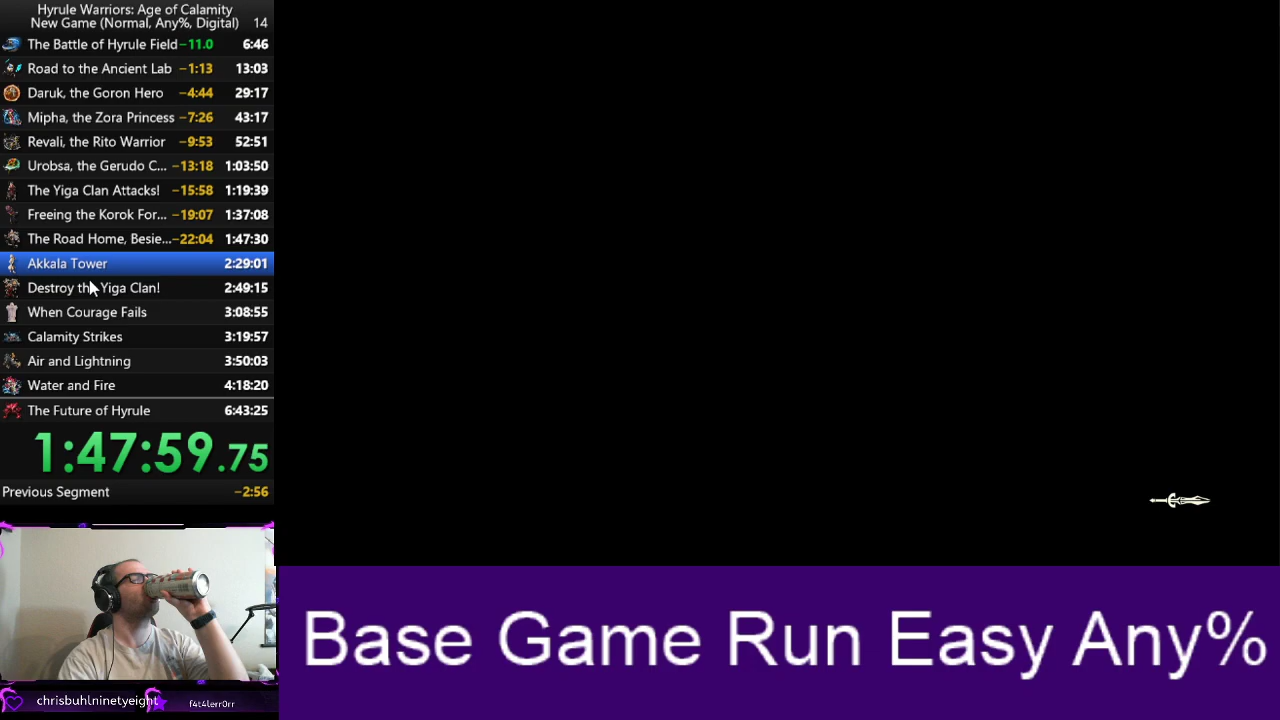 Hyrule Warriors: Age of Calamity
New Game (Normal, Any%, Digital) 14
The Battle of Hyrule Field -11.0 6:46
Road to the Ancient Lab -1:13 13:03
Daruk, the Goron Hero -4:44 29:17
Mipha, the Zora Princess -7:26 43:17
Revali, the Rito Warrior -9:53 52:51
Urobsa, the Gerudo C... -13:18 1:03:50
The Yiga Clan Attacks! -15:58 1:19:39
Freeing the Korok For... -19:07 1:37:08
The Road Home, Besie... -22:04 1:47:30
Akkala Tower 2:29:01
Destroy the Yiga Clan! 2:49:15
When Courage Fails 3:08:55
Calamity Strikes 3:19:57
Air and Lightning 3:50:03
Water and Fire 4:18:20
The Future of Hyrule 6:43:25
1:47:59.75
Previous Segment -2:56
chrisbuhlninetyeight f4t4lerr0rr
Base Game Run Easy Any%